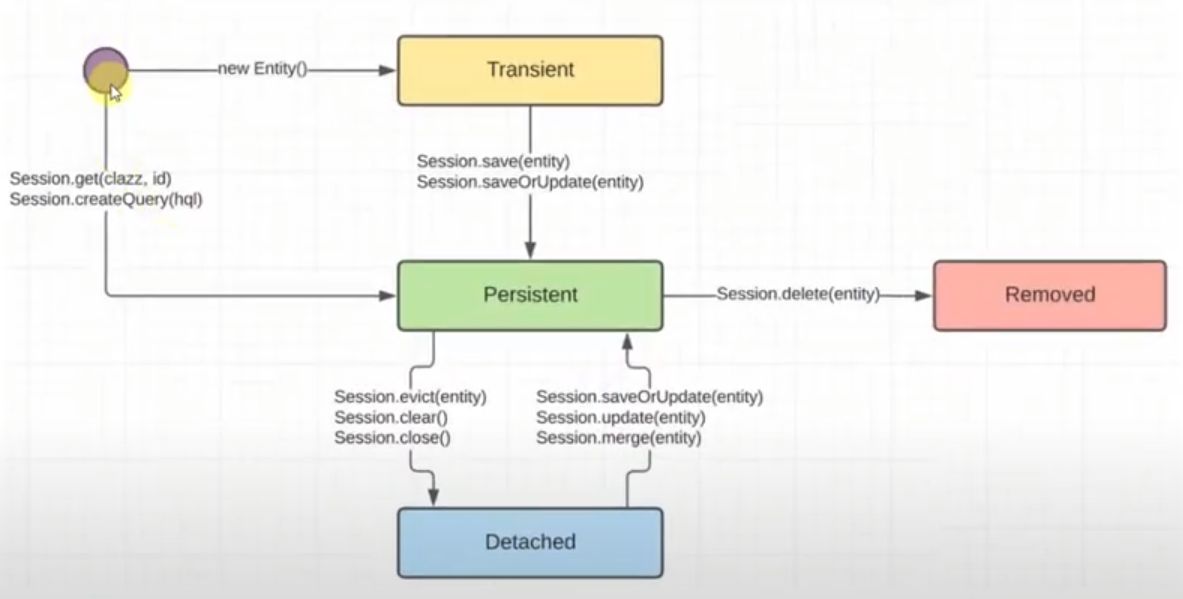 new Entity()
Transient
Session.get(clazz, id)
Session.createQuery(hql)
Session.save(entity)
Session.saveOrUpdate(entity)
Persistent
Session.delete(entity)
Removed
Session.evict(entity)
Session.clear()
Session.close()
Session.saveOrUpdate(entity)
Session.update(entity)
Session.merge(entity)
Detached